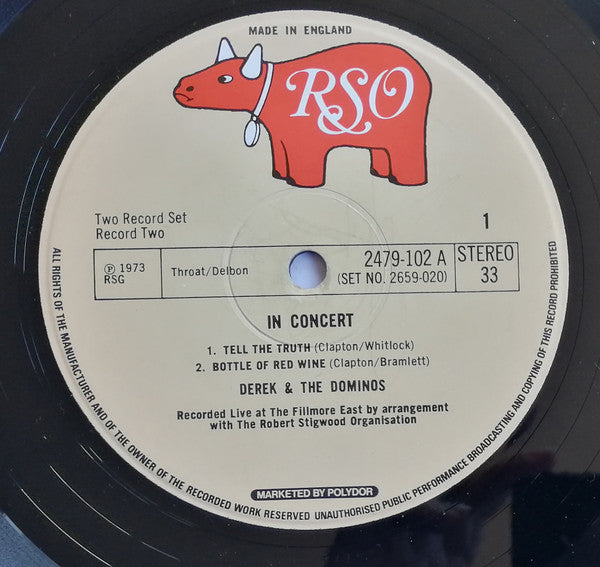 MADE IN ENGLAND
RSO
Two Record Set
Record Two
1
℗ 1973
RSG
Throat/Delbon
2479-102 A
(SET NO. 2659-020)
STEREO
33
IN CONCERT
1. TELL THE TRUTH (Clapton/Whitlock)
2. BOTTLE OF RED WINE (Clapton/Bramlett)
DEREK & THE DOMINOS
Recorded Live at The Fillmore East by arrangement
with The Robert Stigwood Organisation
ALL RIGHTS OF THE MANUFACTURER AND OF THE OWNER OF THE RECORDED WORK RESERVED UNAUTHORISED PUBLIC PERFORMANCE BROADCASTING AND COPYING OF THIS RECORD PROHIBITED
MARKETED BY POLYDOR